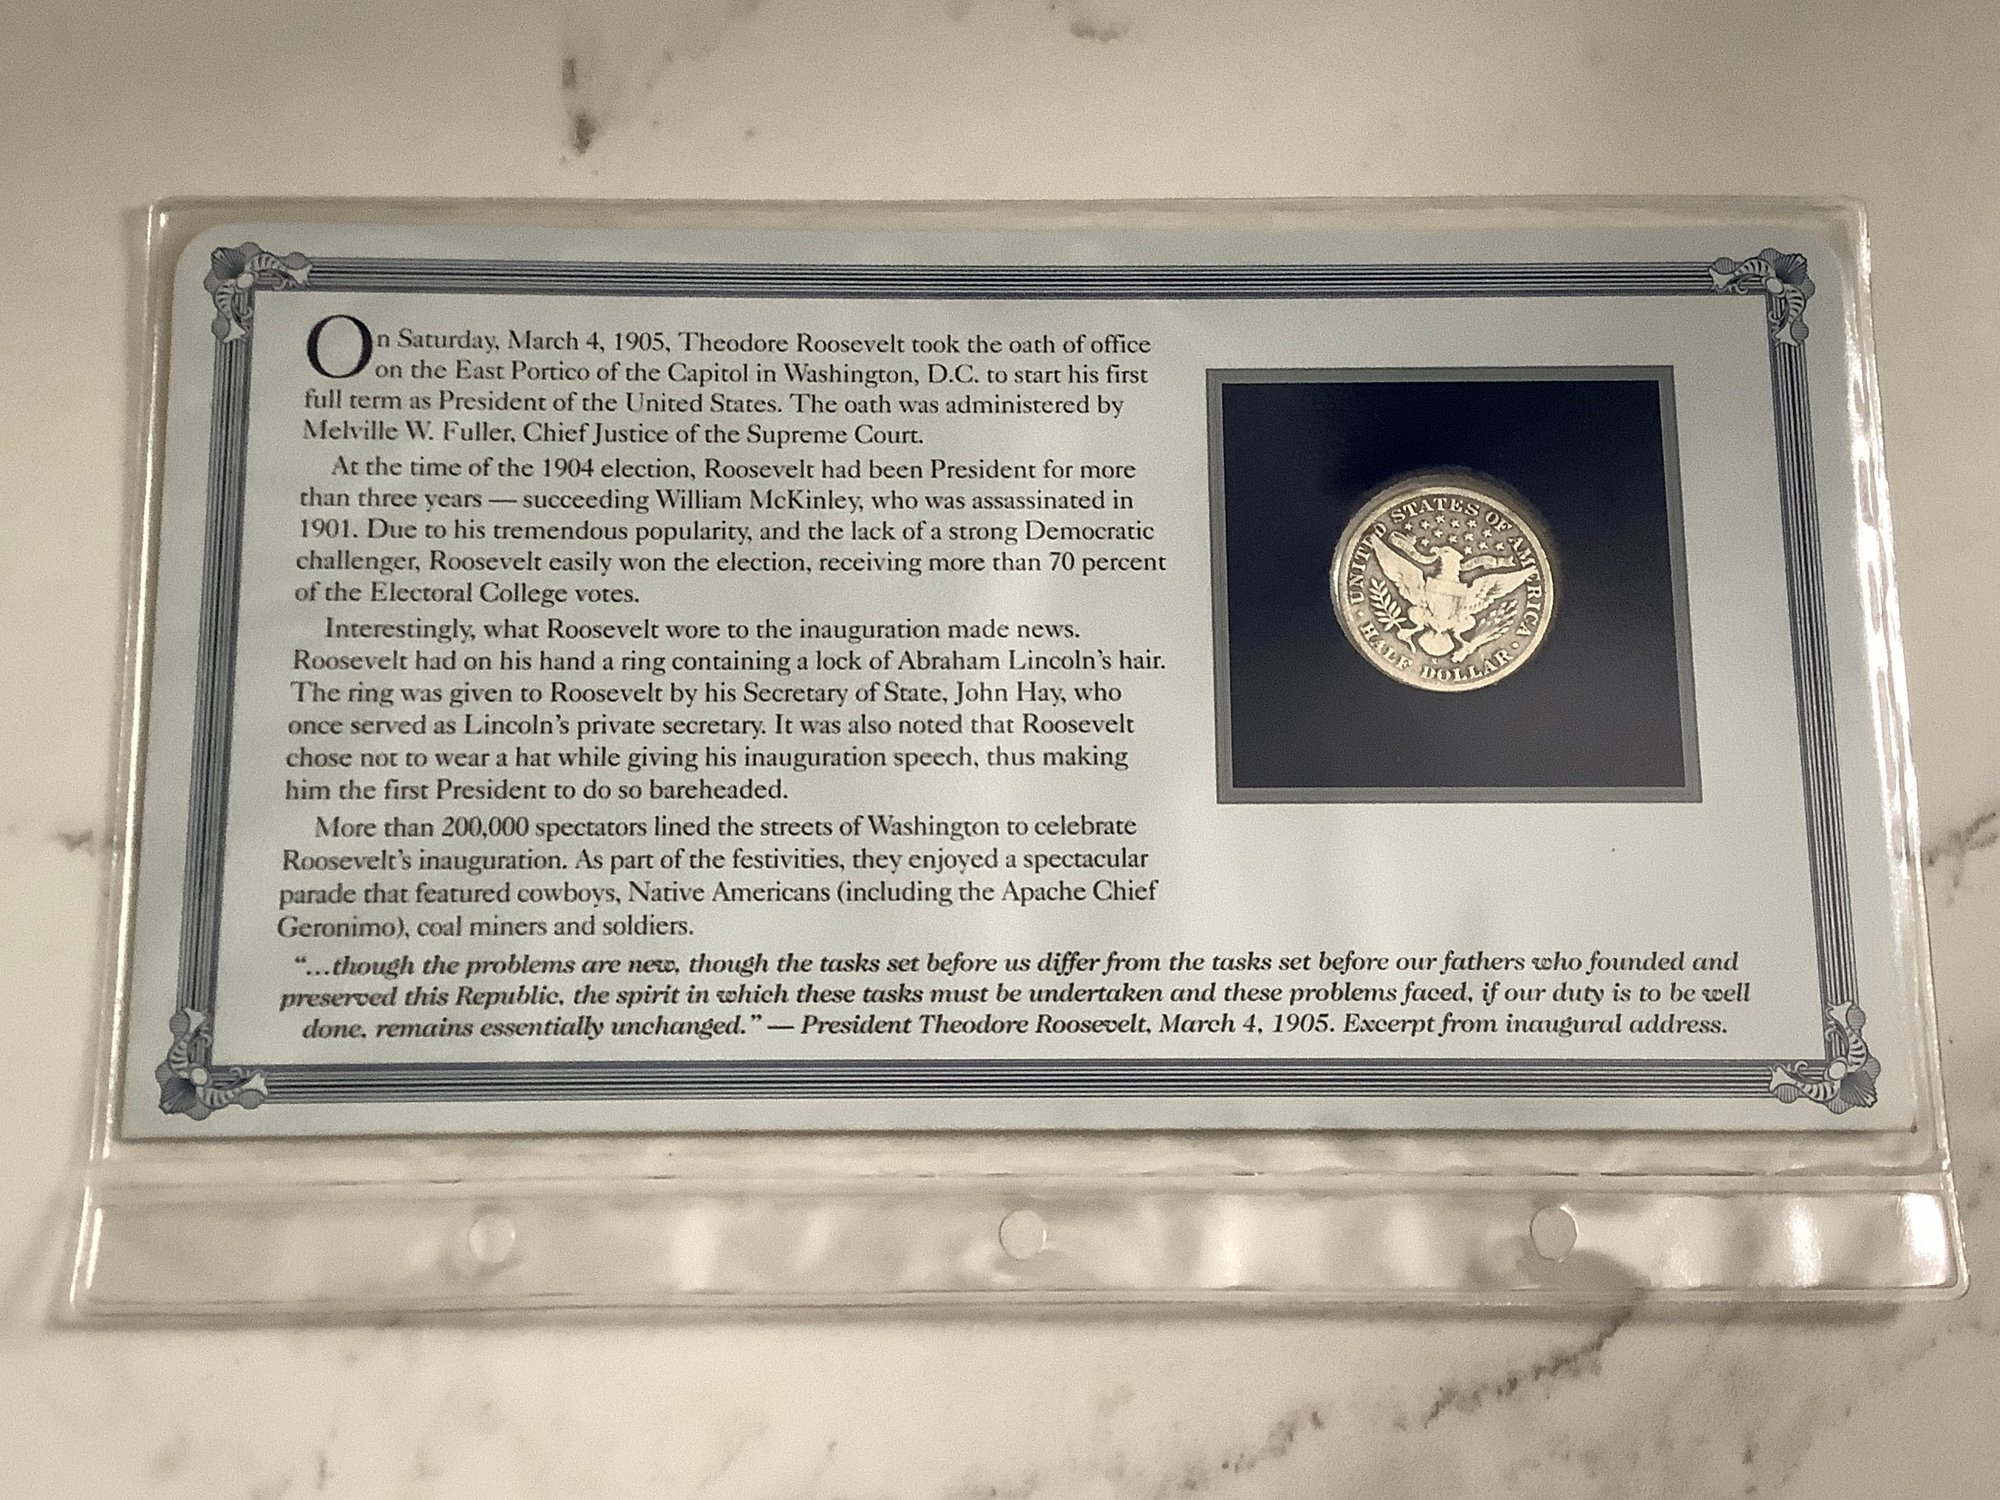 On Saturday, March 4, 1905, Theodore Roosevelt took the oath of office
on the East Portico of the Capitol in Washington, D.C. to start his first
full term as President of the United States. The oath was administered by
Melville W. Fuller, Chief Justice of the Supreme Court.
At the time of the 1904 election, Roosevelt had been President for more
than three years — succeeding William McKinley, who was assassinated in
1901. Due to his tremendous popularity, and the lack of a strong Democratic
challenger, Roosevelt easily won the election, receiving more than 70 percent
of the Electoral College votes.
Interestingly, what Roosevelt wore to the inauguration made news.
Roosevelt had on his hand a ring containing a lock of Abraham Lincoln's hair.
The ring was given to Roosevelt by his Secretary of State, John Hay, who
once served as Lincoln's private secretary. It was also noted that Roosevelt
chose not to wear a hat while giving his inauguration speech, thus making
him the first President to do so bareheaded.
More than 200,000 spectators lined the streets of Washington to celebrate
Roosevelt's inauguration. As part of the festivities, they enjoyed a spectacular
parade that featured cowboys, Native Americans (including the Apache Chief
Geronimo), coal miners and soldiers.
"...though the problems are new, though the tasks set before us differ from the tasks set before our fathers who founded and
preserved this Republic, the spirit in which these tasks must be undertaken and these problems faced, if our duty is to be well
done, remains essentially unchanged." — President Theodore Roosevelt, March 4, 1905. Excerpt from inaugural address.
UNITED STATES OF AMERICA
HALF DOLLAR